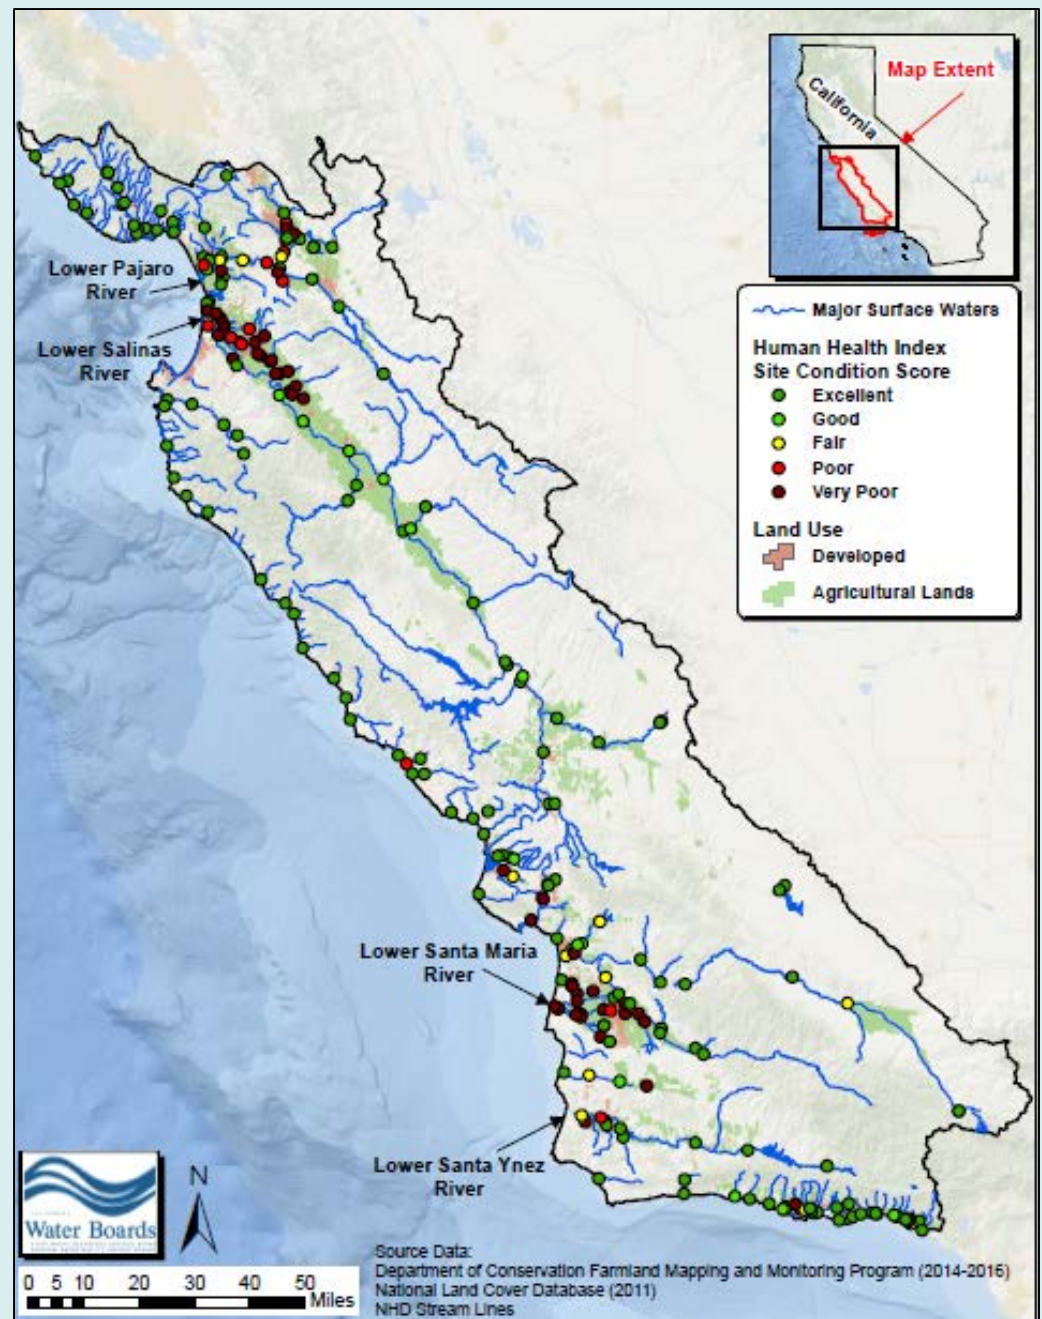 Map Extent
California
Lower Pajaro
River
Lower Salinas
River
Major Surface Waters
Human Health Index
Site Condition Score
Excellent
Good
Fair
Poor
Very Poor
Land Use
Developed
Agricultural Lands
Lower Santa Maria
River
Lower Santa Ynez
River
Water Boards
N
0 5 10 20 30 40 50
Miles
Source Data:
Department of Conservation Farmland Mapping and Monitoring Program (2014-2016)
National Land Cover Database (2011)
NHD Stream Lines